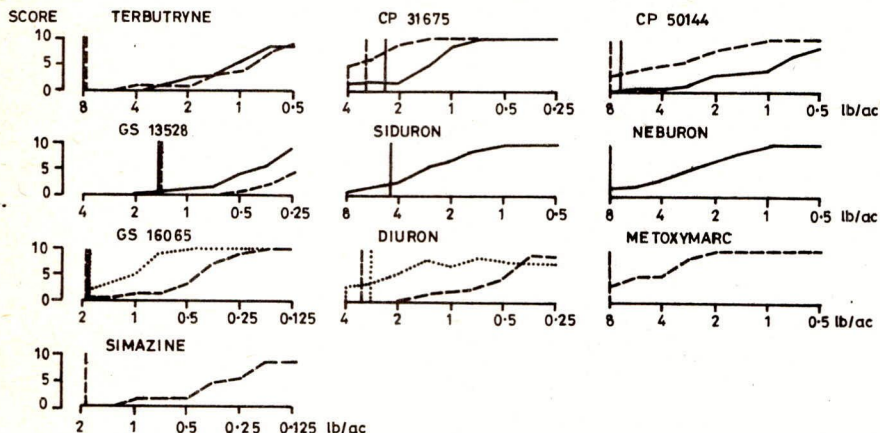 SCORE TERBUTRYNE CP 31675 CP 50144
10
5
0
8 4 2 1 0·5
4 2 1 0·5 0·25
8 4 2 1 0·5 lb/ac
GS 13528 SIDURON NEBURON
10
5
0
4 2 1 0·5 0·25
8 4 2 1 0·5
8 4 2 1 0·5 lb/ac
GS 16065 DIURON METOXYMARC
10
5
0
2 1 0·5 0·25 0·125
4 2 1 0·5 0·25
8 4 2 1 0·5 lb/ac
SIMAZINE
10
5
0
2 1 0·5 0·25 0·125 lb/ac